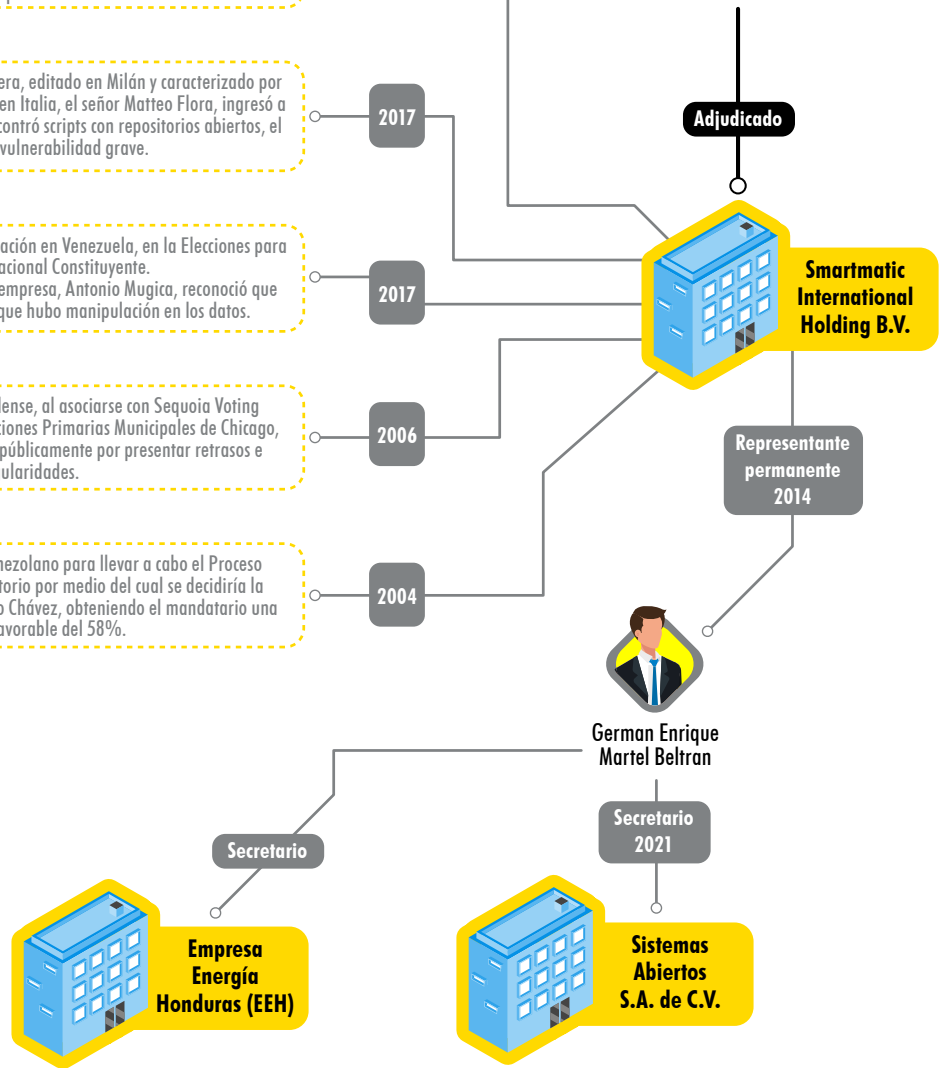 era, editado en Milán y caracterizado por
en Italia, el señor Matteo Flora, ingresó a
contró scripts con repositorios abiertos, el
vulnerabilidad grave.
2017
Adjudicado
ación en Venezuela, en la Elecciones para
acional Constituyente.
empresa, Antonio Mugica, reconoció que
que hubo manipulación en los datos.
2017
Smartmatic
International
Holding B.V.
lense, al asociarse con Sequoia Voting
ciones Primarias Municipales de Chicago,
públicamente por presentar retrasos e
ularidades.
2006
Representante
permanente
2014
nezolano para llevar a cabo el Proceso
torio por medio del cual se decidiría la
o Chávez, obteniendo el mandatario una
avorable del 58%.
2004
German Enrique
Martel Beltran
Secretario
Secretario
2021
Empresa
Energía
Honduras (EEH)
Sistemas
Abiertos
S.A. de C.V.